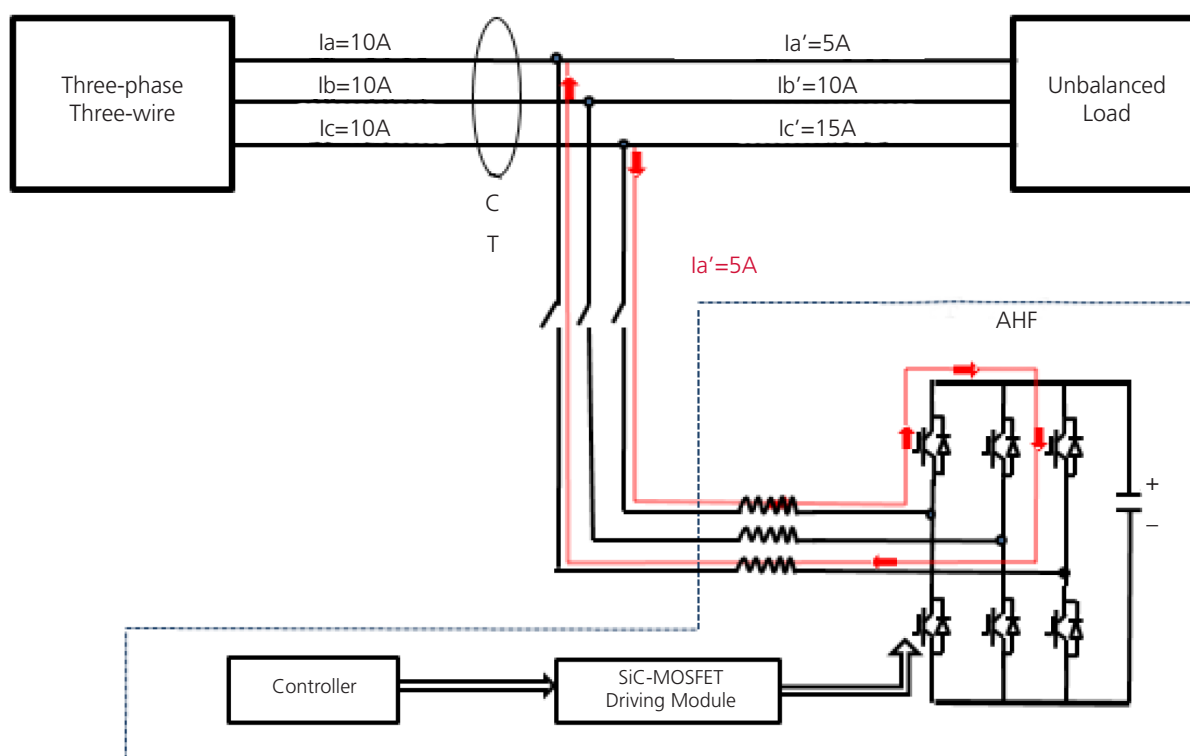 Three-phase
Three-wire
Ia=10A
Ib=10A
Ic=10A
Ia’=5A
Ib’=10A
Ic’=15A
Unbalanced
Load
C
T
Ia’=5A
AHF
+
–
Controller
SiC-MOSFET
Driving Module